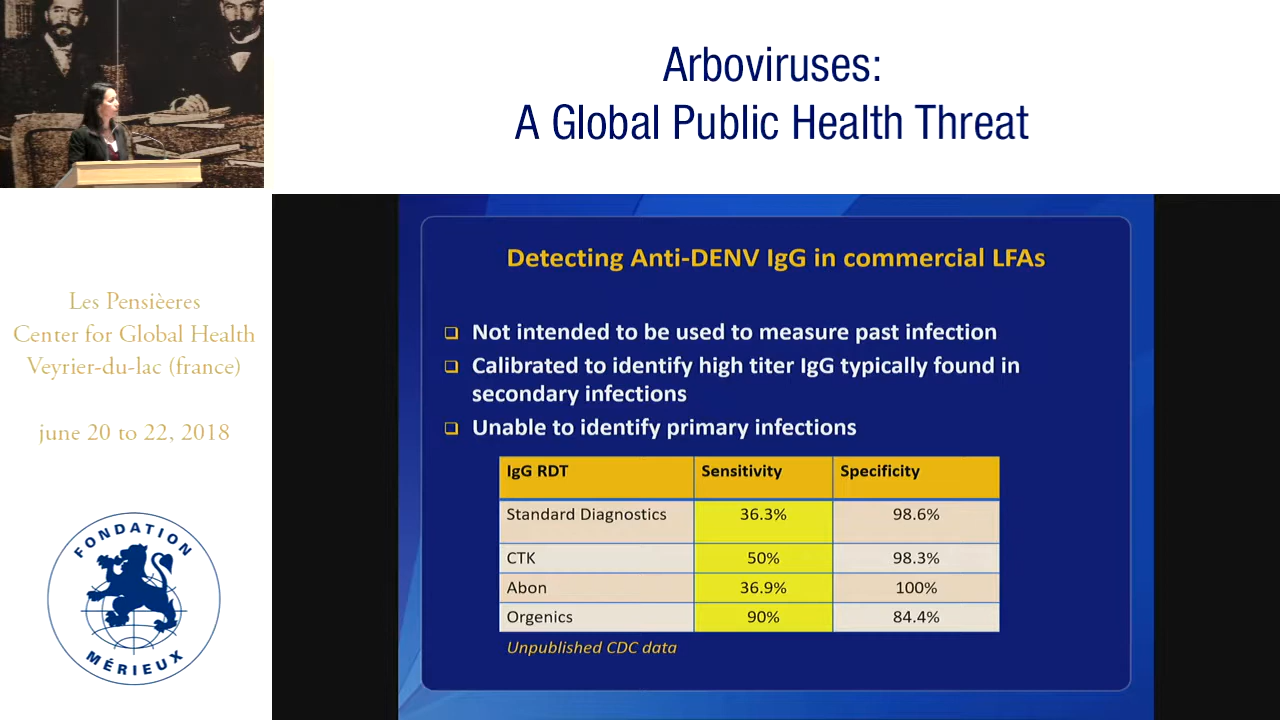 Arboviruses:
A Global Public Health Threat
Les Pensièeres
Center for Global Health
Veyrier-du-lac (france)
june 20 to 22, 2018
FONDATION
MÉRIEUX
Detecting Anti-DENV IgG in commercial LFAs
Not intended to be used to measure past infection
Calibrated to identify high titer IgG typically found in
secondary infections
Unable to identify primary infections
IgG RDT Sensitivity Specificity
Standard Diagnostics 36.3% 98.6%
CTK 50% 98.3%
Abon 36.9% 100%
Orgenics 90% 84.4%
Unpublished CDC data